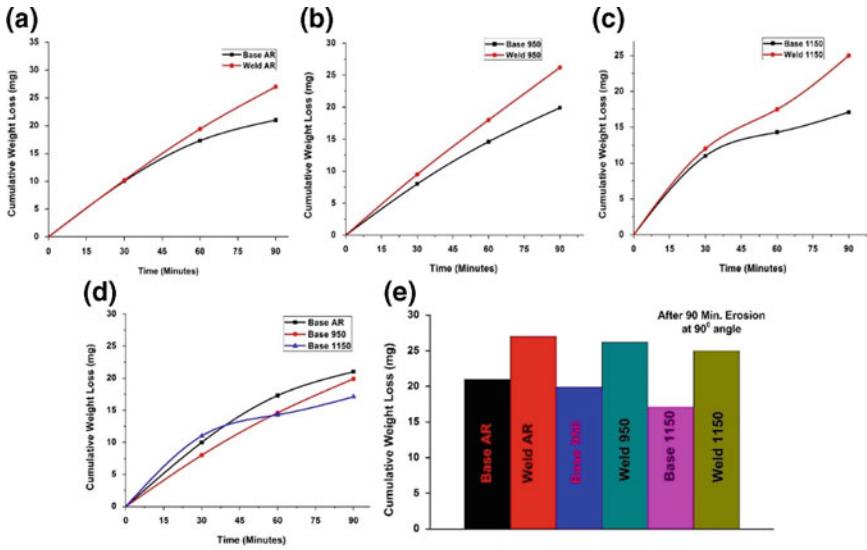 (a)
Cumulative Weight Loss (mg)
35
30
25
20
15
10
5
0
Base AR
Weld AR
0 15 30 45 60 75 90
Time (Minutes)
(b)
Cumulative Weight Loss (mg)
30
25
20
15
10
5
0
Base 950
Weld 950
0 15 30 45 60 75 90
Time (Minutes)
(c)
Cumulative Weight Loss (mg)
25
20
15
10
5
0
Base 1150
Weld 1150
0 15 30 45 60 75 90
Time (Minutes)
(d)
Cumulative Weight Loss (mg)
30
25
20
15
10
5
0
Base AR
Base 950
Base 1150
0 15 30 45 60 75 90
Time (Minutes)
(e)
Cumulative Weight Loss (mg)
30
25
20
15
10
5
0
After 90 Min. Erosion
at 90⁰ angle
Base AR
Weld AR
Base 950
Weld 950
Base 1150
Weld 1150